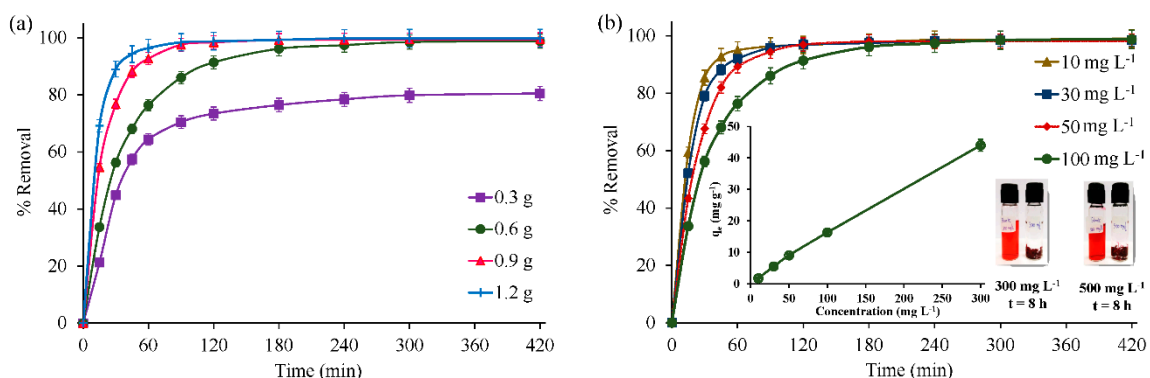 (a)
% Removal
100
80
60
40
20
0
0 60 120 180 240 300 360 420
Time (min)
0.3 g
0.6 g
0.9 g
1.2 g
(b)
% Removal
100
80
60
40
20
0
0 60 120 180 240 300 360 420
Time (min)
10 mg L⁻¹
30 mg L⁻¹
50 mg L⁻¹
100 mg L⁻¹
qₑ (mg g⁻¹)
50
40
30
20
10
0
0 50 100 150 200 250 300
Concentration (mg L⁻¹)
300 mg L⁻¹
t = 8 h
500 mg L⁻¹
t = 8 h